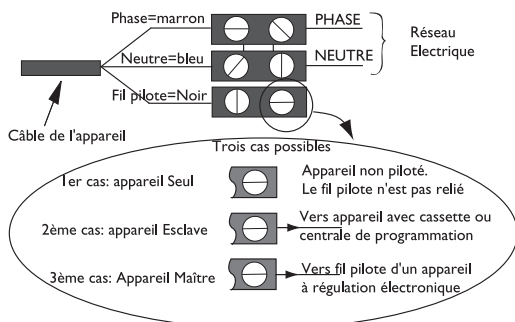 Phase=marron
PHASE
Réseau
Electrique
Neutre=bleu
NEUTRE
Fil pilote=Noir
Câble de l'appareil
Trois cas possibles
1er cas: appareil Seul
Appareil non piloté.
Le fil pilote n'est pas relié
2ème cas: appareil Esclave
Vers appareil avec cassette ou
centrale de programmation
3ème cas: Appareil Maître
Vers fil pilote d'un appareil
à régulation électronique